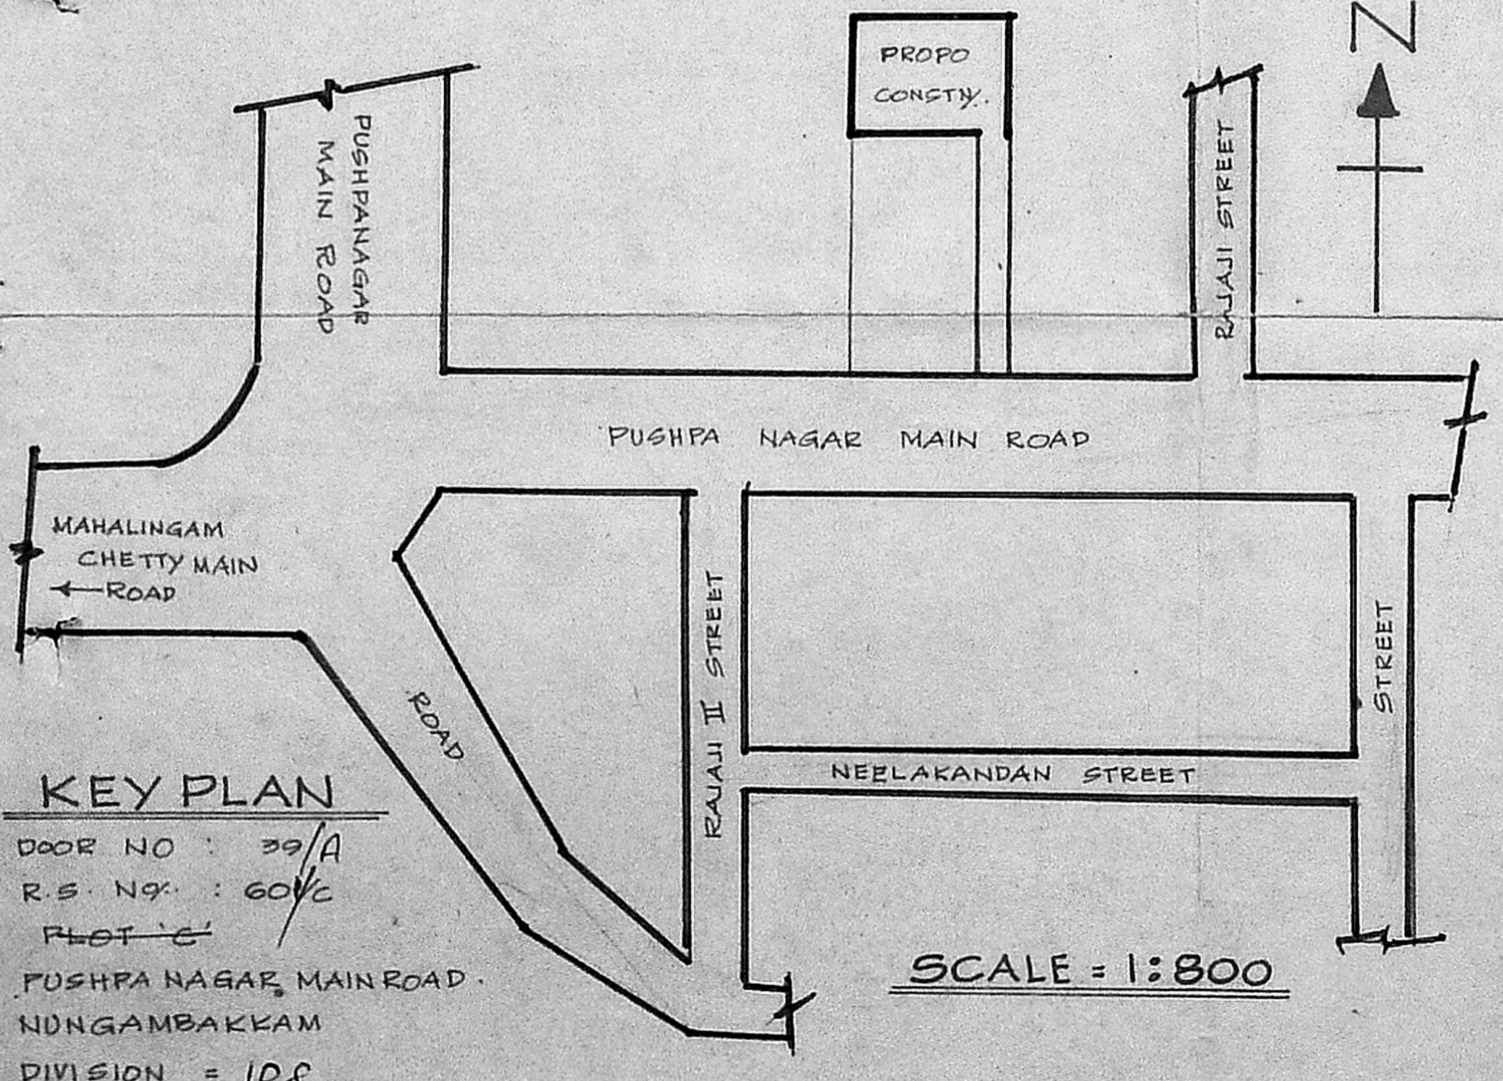 N
PROPO
CONSTN.
PUSHPANAGAR
MAIN ROAD
RAJAJI STREET
PUSHPA NAGAR MAIN ROAD
MAHALINGAM
CHETTY MAIN
ROAD
ROAD
RAJAJI II STREET
STREET
NEELAKANDAN STREET
KEY PLAN
DOOR NO : 39/A
R.S. No. :
PLOT 'C'
PUSHPA NAGAR MAIN ROAD.
NUNGAMBAKKAM
DIVISION =
SCALE = 1:800